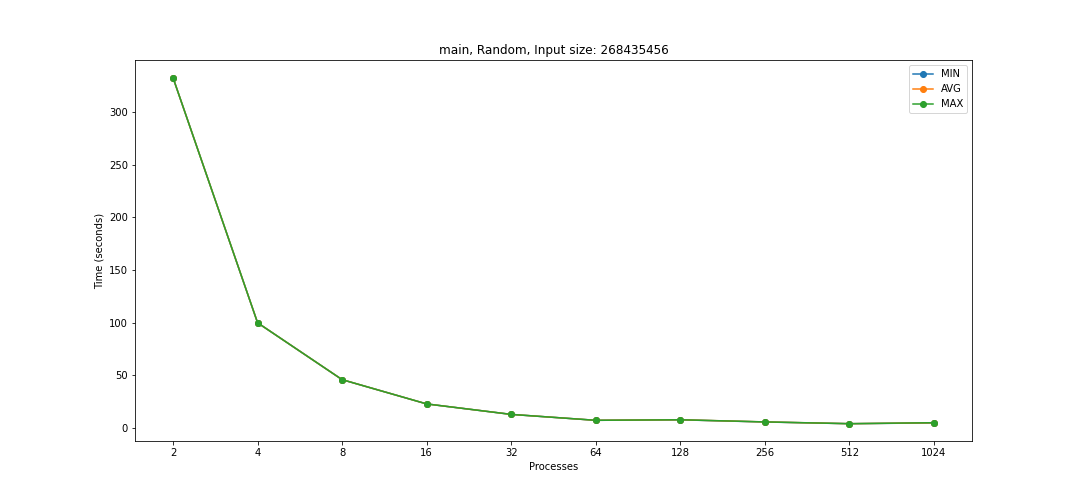 main, Random, Input size: 268435456
MIN
AVG
MAX
Time (seconds)
300
250
200
150
100
50
0
2 4 8 16 32 64 128 256 512 1024
Processes